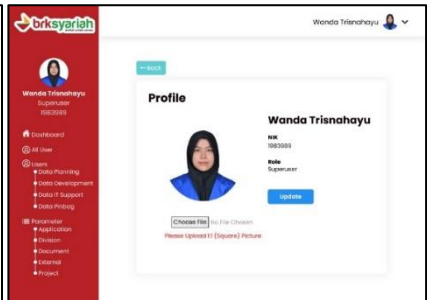 brksyariah
Wanda Trisnahayu
Wanda Trisnahayu
Superuser
1983989
Dashboard
All User
Users
Data Planning
Data Development
Data IT Support
Data Pinbag
Parameter
Application
Division
Document
External
Project
Back
Profile
Wanda Trisnahayu
NIK
1983989
Role
Superuser
Update
Choose File No File Chosen
Please Upload 1:1 (Square) Picture